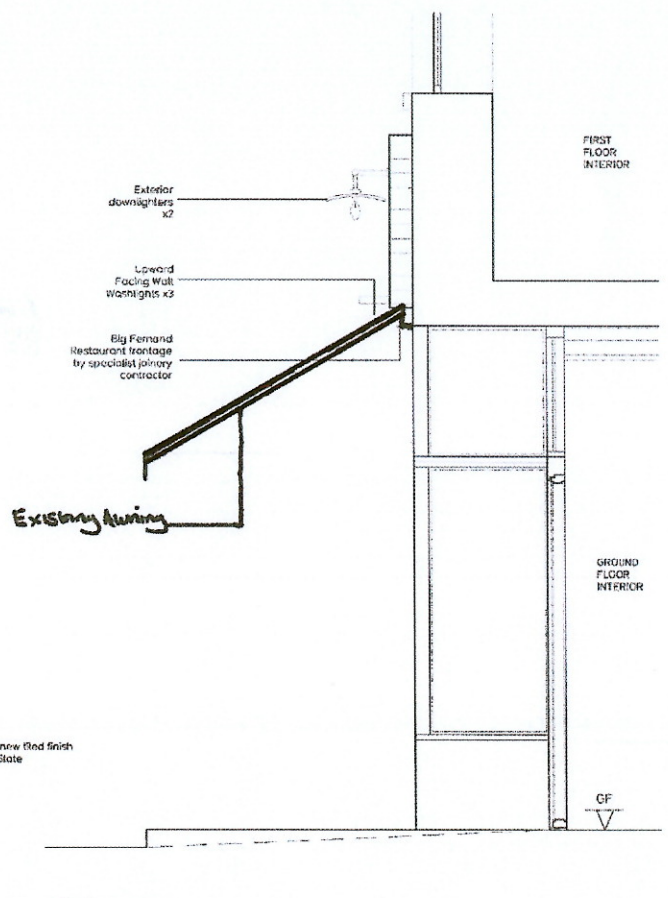 FIRST
FLOOR
INTERIOR
Exterior
downlighters
x2
Upward
Facing Wall
Washlights x3
Big Fernand
Restaurant frontage
by specialist joinery
contractor
Existing Awning
GROUND
FLOOR
INTERIOR
new tiled finish
Slate
GF